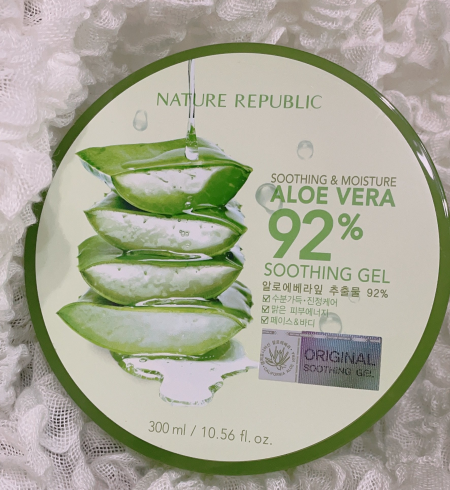 NATURE REPUBLIC
SOOTHING & MOISTURE
ALOE VERA
92%
SOOTHING GEL
알로에베라잎 추출물 92%
수분가득·진정케어
맑은 피부에너지
페이스&바디
ORIGINAL
SOOTHING GEL
300 ml / 10.56 fl. oz.